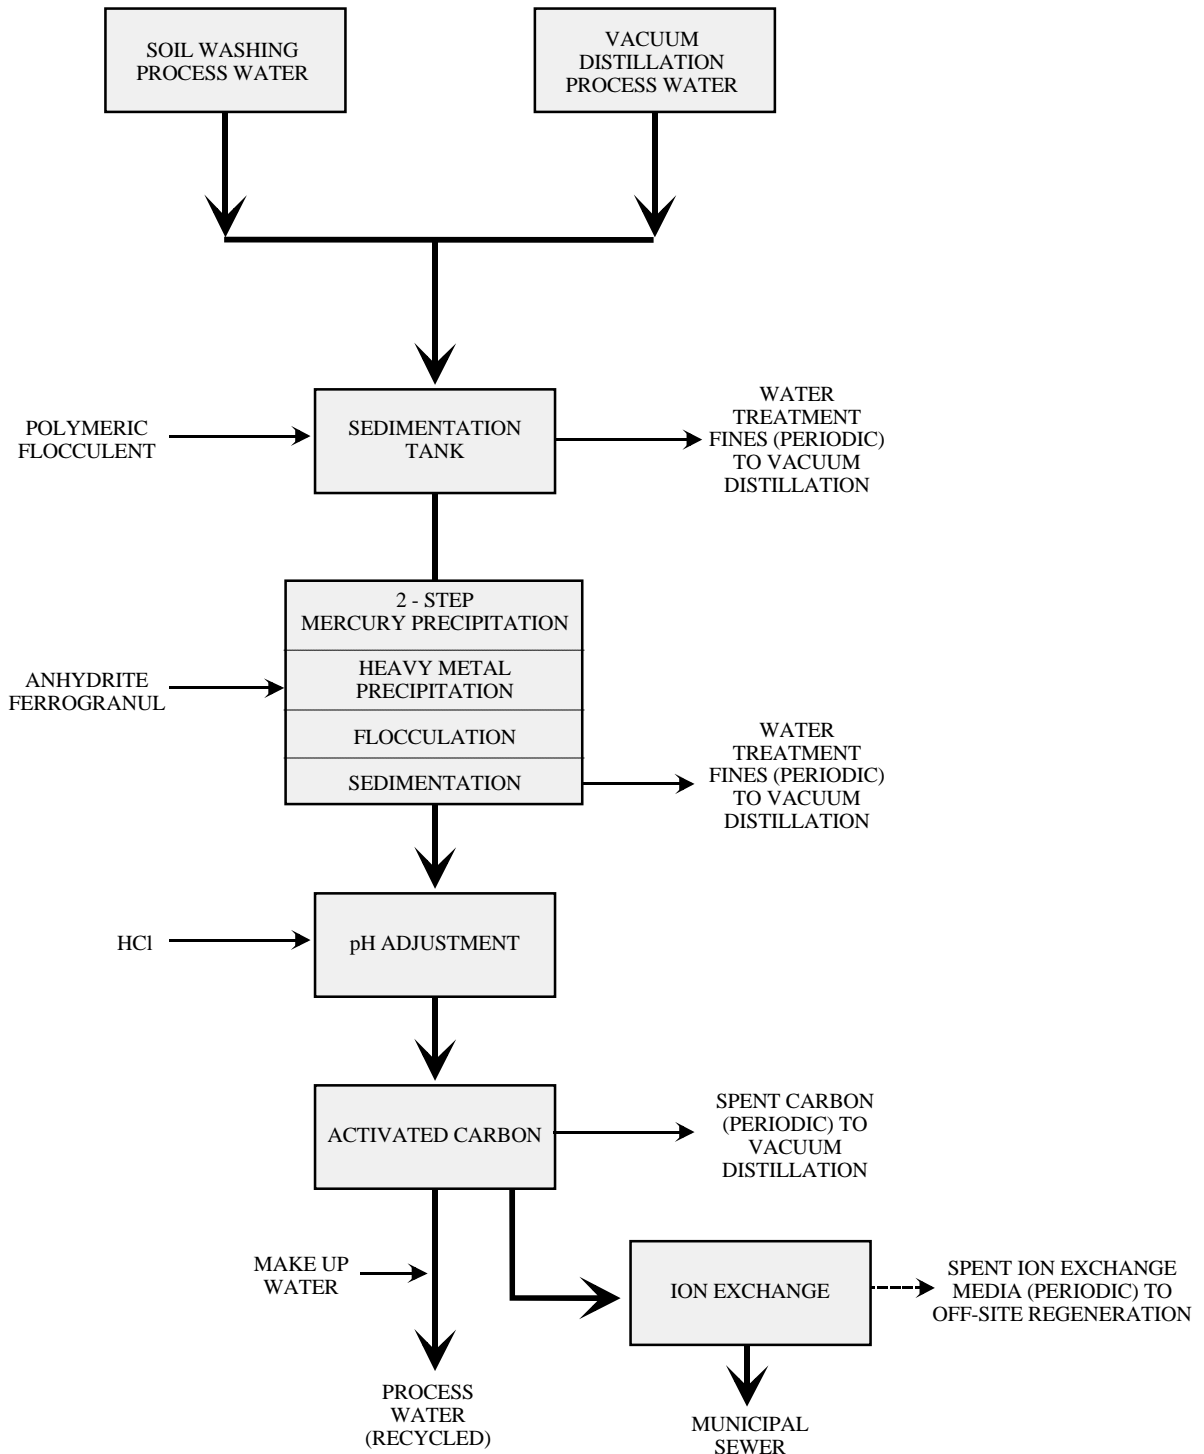 SOIL WASHING
PROCESS WATER
VACUUM
DISTILLATION
PROCESS WATER
POLYMERIC
FLOCCULENT
SEDIMENTATION
TANK
WATER
TREATMENT
FINES (PERIODIC)
TO VACUUM
DISTILLATION
2 - STEP
MERCURY PRECIPITATION
ANHYDRITE
FERROGRANUL
HEAVY METAL
PRECIPITATION
FLOCCULATION
SEDIMENTATION
WATER
TREATMENT
FINES (PERIODIC)
TO VACUUM
DISTILLATION
HCl
pH ADJUSTMENT
ACTIVATED CARBON
SPENT CARBON
(PERIODIC) TO
VACUUM
DISTILLATION
MAKE UP
WATER
ION EXCHANGE
SPENT ION EXCHANGE
MEDIA (PERIODIC) TO
OFF-SITE REGENERATION
PROCESS
WATER
(RECYCLED)
MUNICIPAL
SEWER